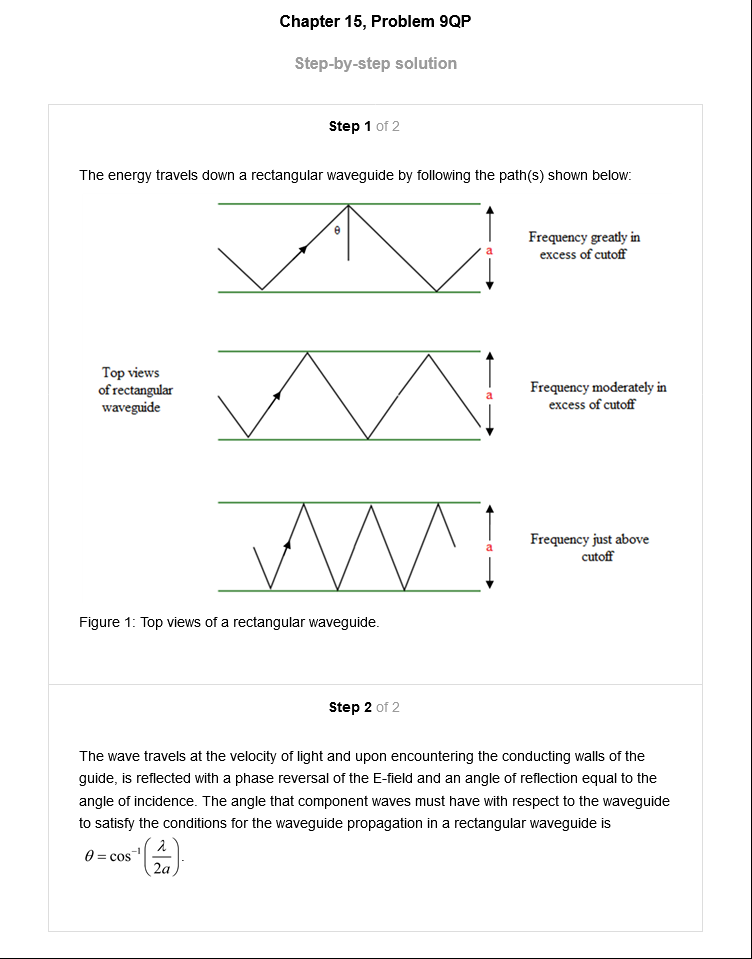 Chapter 15, Problem 9QP
Step-by-step solution
Step 1 of 2
The energy travels down a rectangular waveguide by following the path(s) shown below:
θ
a
Frequency greatly in
excess of cutoff
Top views
of rectangular
waveguide
a
Frequency moderately in
excess of cutoff
a
Frequency just above
cutoff
Figure 1: Top views of a rectangular waveguide.
Step 2 of 2
The wave travels at the velocity of light and upon encountering the conducting walls of the
guide, is reflected with a phase reversal of the E-field and an angle of reflection equal to the
angle of incidence. The angle that component waves must have with respect to the waveguide
to satisfy the conditions for the waveguide propagation in a rectangular waveguide is
θ = cos⁻¹(λ/2a).